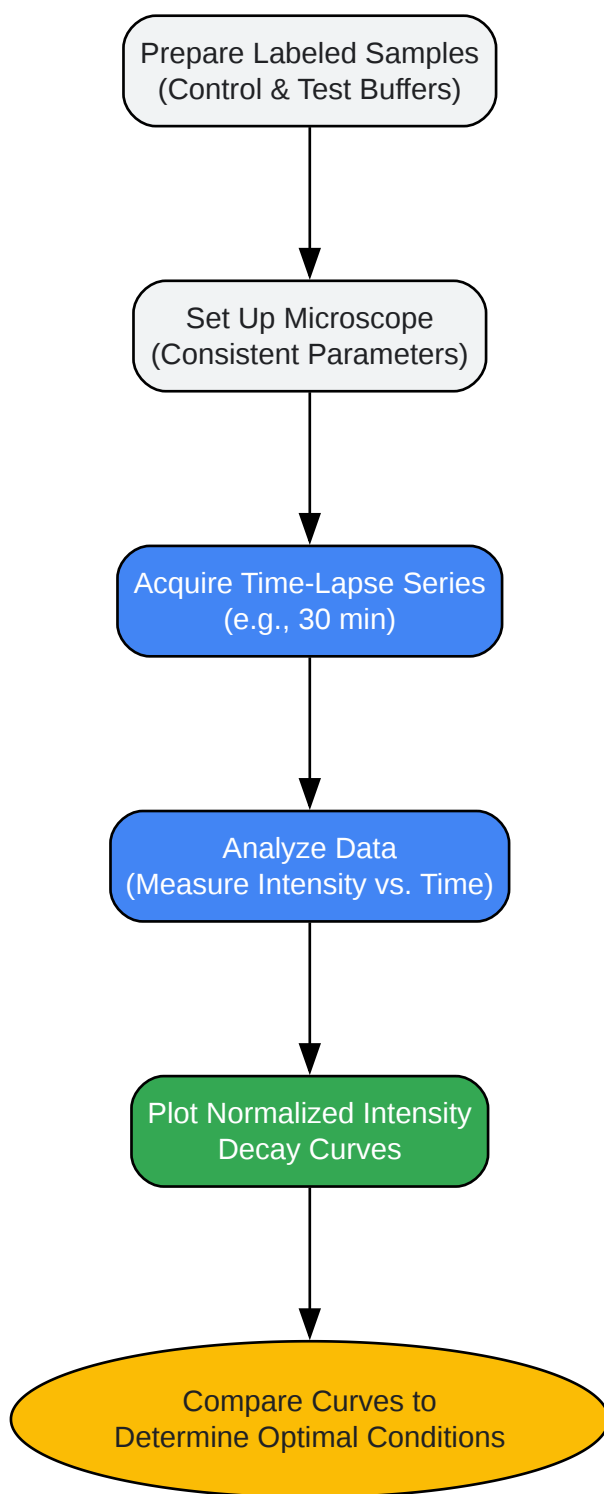 Prepare Labeled Samples
(Control & Test Buffers)
Set Up Microscope
(Consistent Parameters)
Acquire Time-Lapse Series
(e.g., 30 min)
Analyze Data
(Measure Intensity vs. Time)
Plot Normalized Intensity
Decay Curves
Compare Curves to
Determine Optimal Conditions